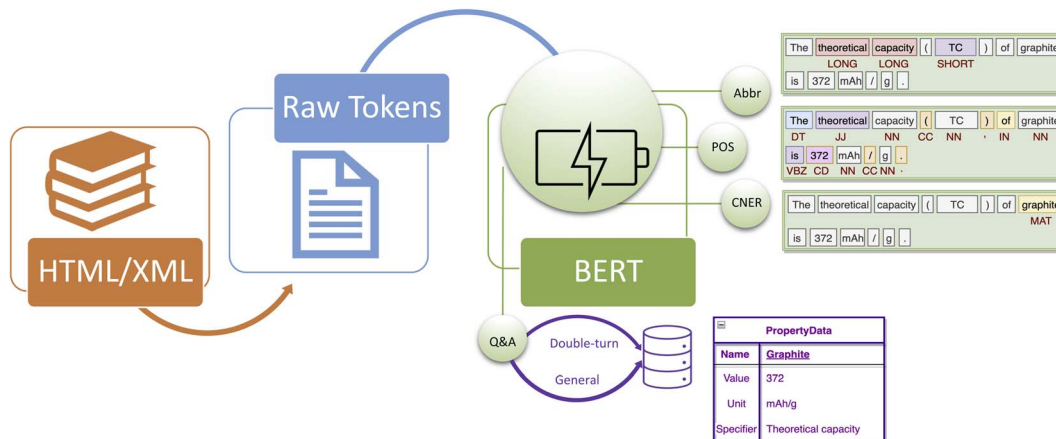 HTML/XML
Raw Tokens
BERT
Abbr
POS
CNER
Q&A
Double-turn
General
The theoretical capacity ( TC ) of graphite
LONG LONG SHORT
is 372 mAh / g .
The theoretical capacity ( TC ) of graphite
DT JJ NN CC NN , IN NN
is 372 mAh / g .
VBZ CD NN CC NN .
The theoretical capacity ( TC ) of graphite
MAT
is 372 mAh / g .
PropertyData
Name Graphite
Value 372
Unit mAh/g
Specifier Theoretical capacity